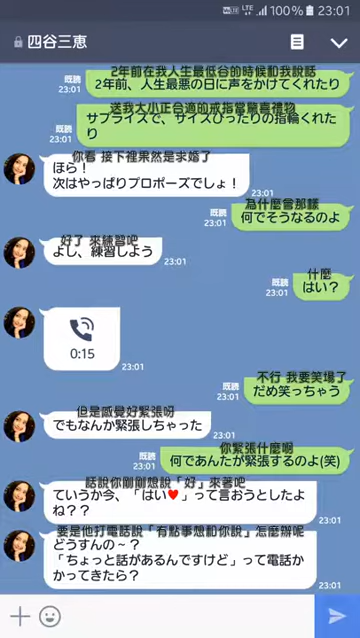 100% 23:01
四谷三恵
2年前在我人生最低谷的時候和我說話
2年前、人生最悪の日に声をかけてくれたり
既読
23:01
送我大小正合適的戒指當驚喜禮物
サプライズで、サイズぴったりの指輪くれた
り
既読
23:01
你看 接下裡果然是求婚了
ほら！
次はやっぱりプロポーズでしょ！
23:01
為什麼會那樣
何でそうなるのよ
既読
23:01
好了 來練習吧
よし、練習しよう
23:01
什麼
はい？
既読
23:01
0:15
23:01
不行 我要笑場了
だめ笑っちゃう
既読
23:01
但是感覺好緊張呀
でもなんか緊張しちゃった
23:01
你緊張什麼啊
何であんたが緊張するのよ(笑)
既読
23:01
話說你剛剛想說「好」來著吧
ていうか今、「はい♥」って言おうとしたよ
ね？？
23:01
要是他打電話說「有點事想和你說」怎麼辦呢
どうすんの～？
「ちょっと話があるんですけど」って電話か
かってきたら？
23:01